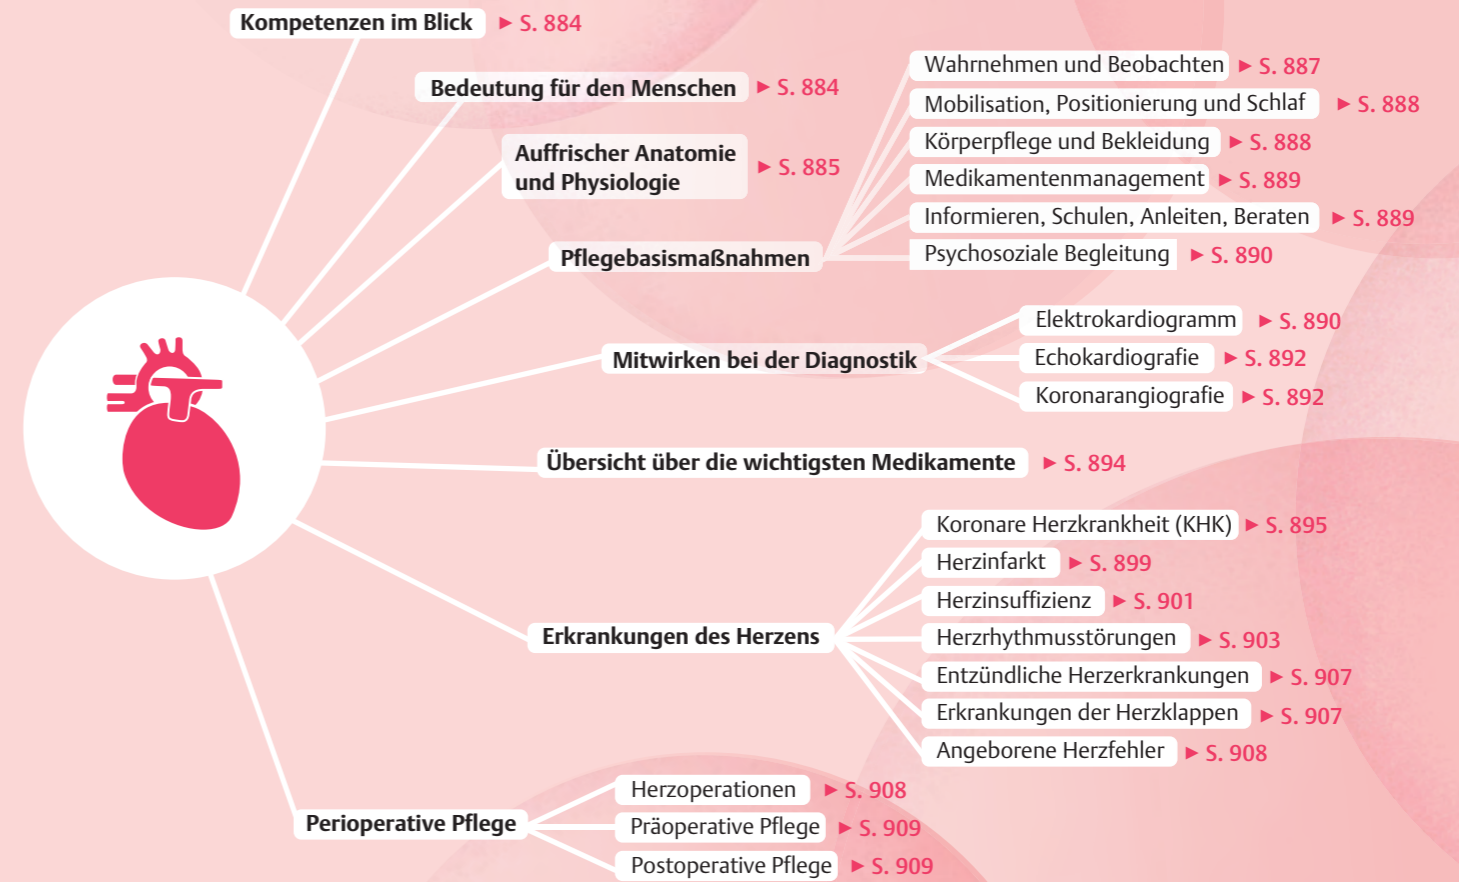 Kompetenzen im Blick ► S. 884
Bedeutung für den Menschen ► S. 884
Auffrischer Anatomie
und Physiologie ► S. 885
Pflegebasismaßnahmen
Wahrnehmen und Beobachten ► S. 887
Mobilisation, Positionierung und Schlaf ► S. 888
Körperpflege und Bekleidung ► S. 888
Medikamentenmanagement ► S. 889
Informieren, Schulen, Anleiten, Beraten ► S. 889
Psychosoziale Begleitung ► S. 890
Mitwirken bei der Diagnostik
Elektrokardiogramm ► S. 890
Echokardiografie ► S. 892
Koronarangiografie ► S. 892
Übersicht über die wichtigsten Medikamente ► S. 894
Erkrankungen des Herzens
Koronare Herzkrankheit (KHK) ► S. 895
Herzinfarkt ► S. 899
Herzinsuffizienz ► S. 901
Herzrhythmusstörungen ► S. 903
Entzündliche Herzerkrankungen ► S. 907
Erkrankungen der Herzklappen ► S. 907
Angeborene Herzfehler ► S. 908
Perioperative Pflege
Herzoperationen ► S. 908
Präoperative Pflege ► S. 909
Postoperative Pflege ► S. 909